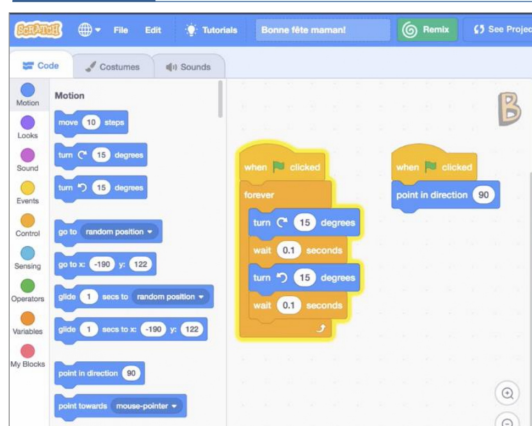 SCRATCH File Edit Tutorials Bonne fête maman! Remix See Projec
Code Costumes Sounds
Motion
Looks
Sound
Events
Control
Sensing
Operators
Variables
My Blocks
Motion
move 10 steps
turn 15 degrees
turn 15 degrees
go to random position
go to x: -190 y: 122
glide 1 secs to random position
glide 1 secs to x: -190 y: 122
point in direction 90
point towards mouse-pointer
when clicked
forever
turn 15 degrees
wait 0.1 seconds
turn 15 degrees
wait 0.1 seconds
when clicked
point in direction 90
B